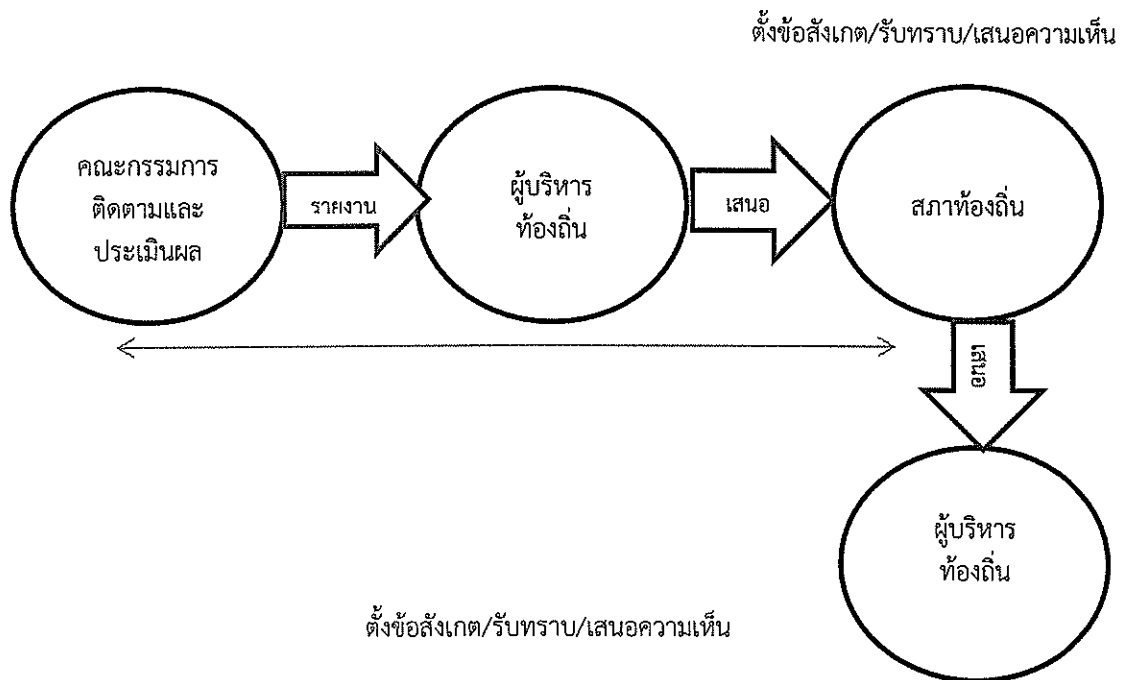 ตั้งข้อสังเกต/รับทราบ/เสนอความเห็น
คณะกรรมการ
ติดตามและ
ประเมินผล
รายงาน
ผู้บริหาร
ท้องถิ่น
เสนอ
สภาท้องถิ่น
เสนอ
ผู้บริหาร
ท้องถิ่น
ตั้งข้อสังเกต/รับทราบ/เสนอความเห็น